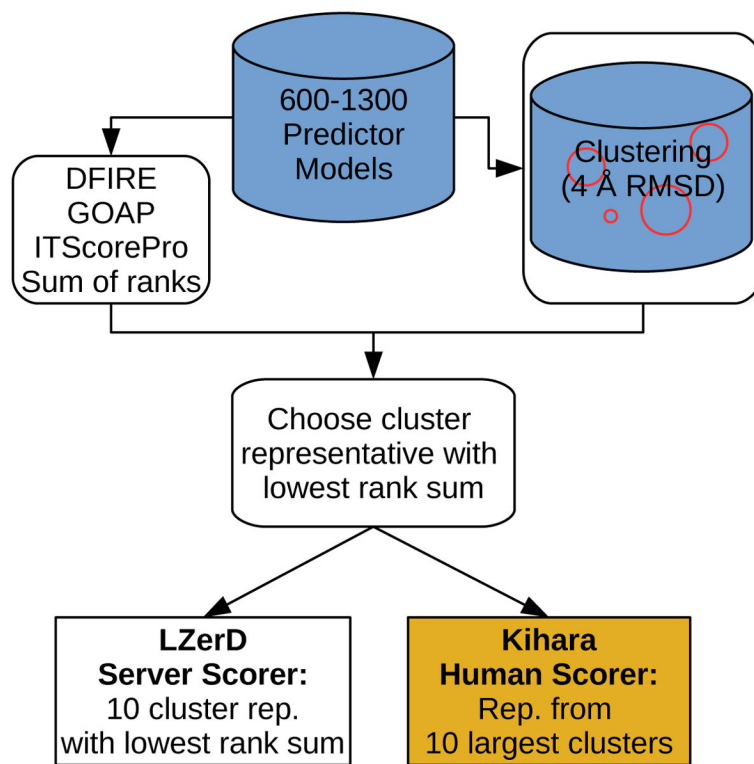 600-1300
Predictor
Models
Clustering
(4 Å RMSD)
DFIRE
GOAP
ITScorePro
Sum of ranks
Choose cluster
representative with
lowest rank sum
LZerD
Server Scorer:
10 cluster rep.
with lowest rank sum
Kihara
Human Scorer:
Rep. from
10 largest clusters